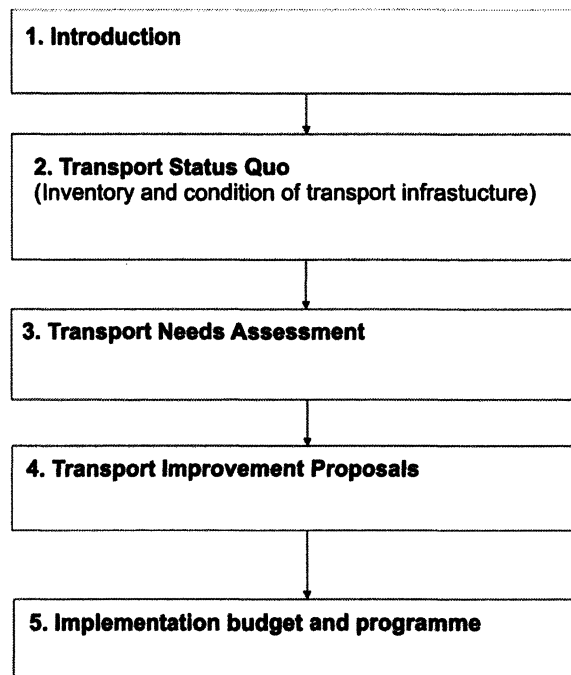 1. Introduction
2. Transport Status Quo
(Inventory and condition of transport infrastucture)
3. Transport Needs Assessment
4. Transport Improvement Proposals
5. Implementation budget and programme